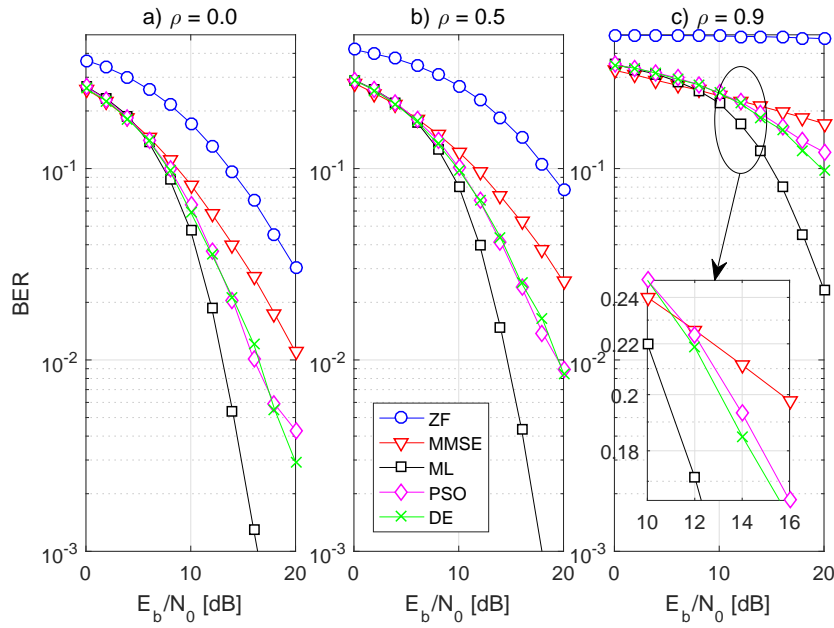 a) ρ = 0.0
b) ρ = 0.5
c) ρ = 0.9
BER
10^-1
10^-2
10^-3
0 10 20
E_b/N_0 [dB]
10^-1
10^-2
10^-3
0 10 20
E_b/N_0 [dB]
ZF
MMSE
ML
PSO
DE
10^-1
10^-2
10^-3
0 10 20
E_b/N_0 [dB]
0.24
0.22
0.2
0.18
10 12 14 16